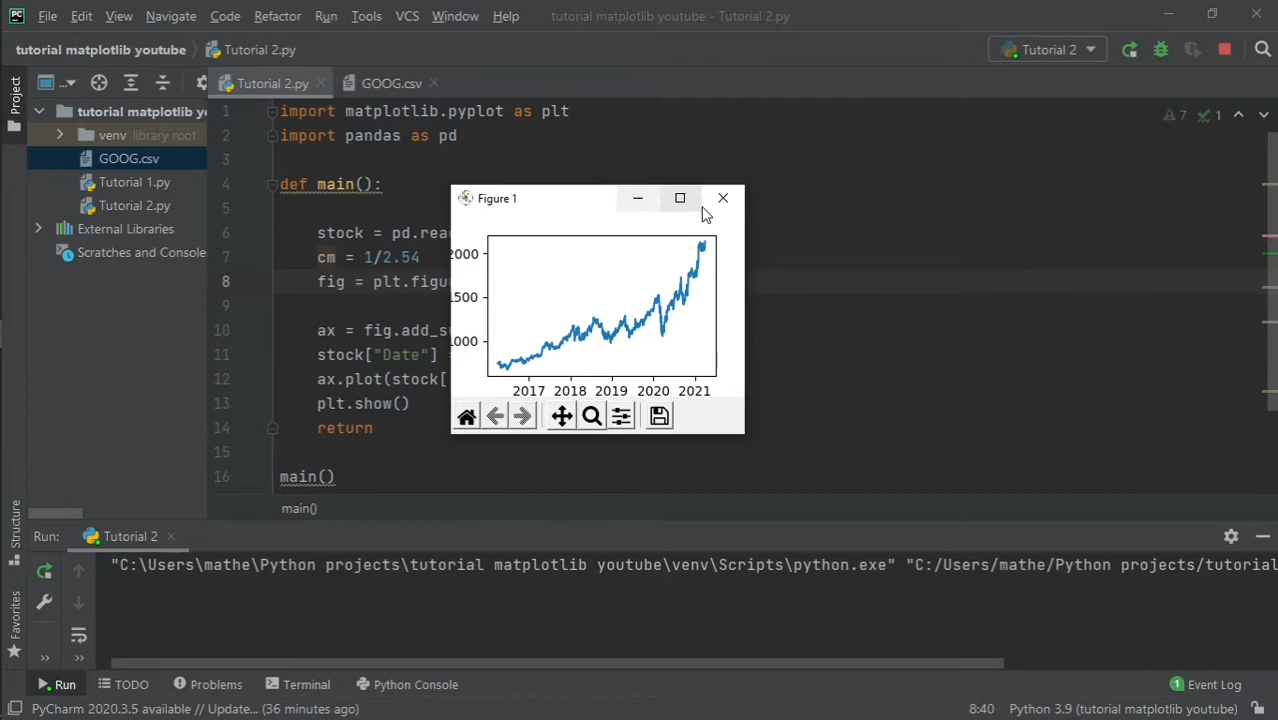 File Edit View Navigate Code Refactor Run Tools VCS Window Help tutorial matplotlib youtube - Tutorial 2.py
tutorial matplotlib youtube Tutorial 2.py Tutorial 2
Project
... Tutorial 2.py GOOG.csv
tutorial matplotlib yo
venv library root
GOOG.csv
Tutorial 1.py
Tutorial 2.py
External Libraries
Scratches and Console
1 import matplotlib.pyplot as plt
7 1
2 import pandas as pd
3
4 def main():
5
6 stock = pd.rea
7 cm = 1/2.54
8 fig = plt.figu
9
10 ax = fig.add_s
11 stock["Date"] =
12 ax.plot(stock[
13 plt.show()
14 return
15
16 main()
main()
Figure 1
2000
1500
1000
2017 2018 2019 2020 2021
Structure
Favorites
Run: Tutorial 2
"C:\Users\mathe\Python projects\tutorial matplotlib youtube\venv\Scripts\python.exe" "C:/Users/mathe/Python projects/tutorial
Run TODO Problems Terminal Python Console 1 Event Log
PyCharm 2020.3.5 available // Update... (36 minutes ago) 8:40 Python 3.9 (tutorial matplotlib youtube)